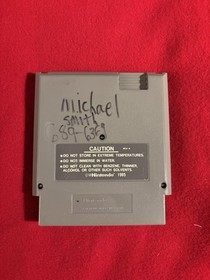 Michael
Smith
CAUTION
• DO NOT STORE IN EXTREME TEMPERATURES.
• DO NOT IMMERSE IN WATER.
• DO NOT CLEAN WITH BENZENE, THINNER,
ALCOHOL OR OTHER SUCH SOLVENTS.
©Nintendo 1985